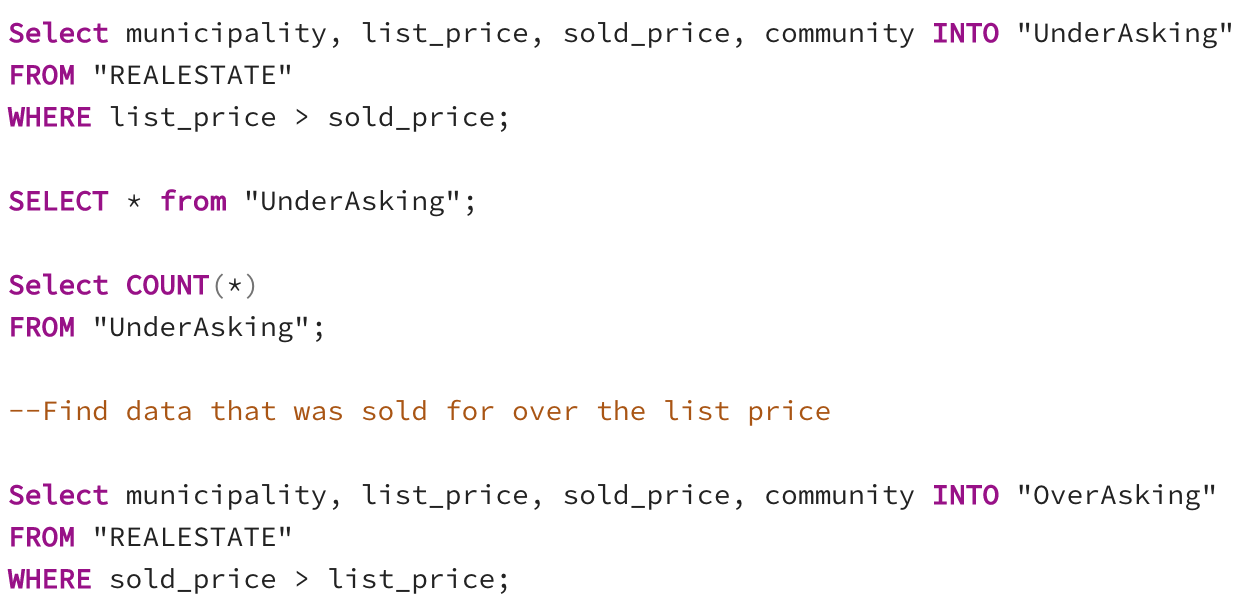 Select municipality, list_price, sold_price, community INTO "UnderAsking"
FROM "REALESTATE"
WHERE list_price > sold_price;
SELECT * from "UnderAsking";
Select COUNT(*)
FROM "UnderAsking";
--Find data that was sold for over the list price
Select municipality, list_price, sold_price, community INTO "OverAsking"
FROM "REALESTATE"
WHERE sold_price > list_price;